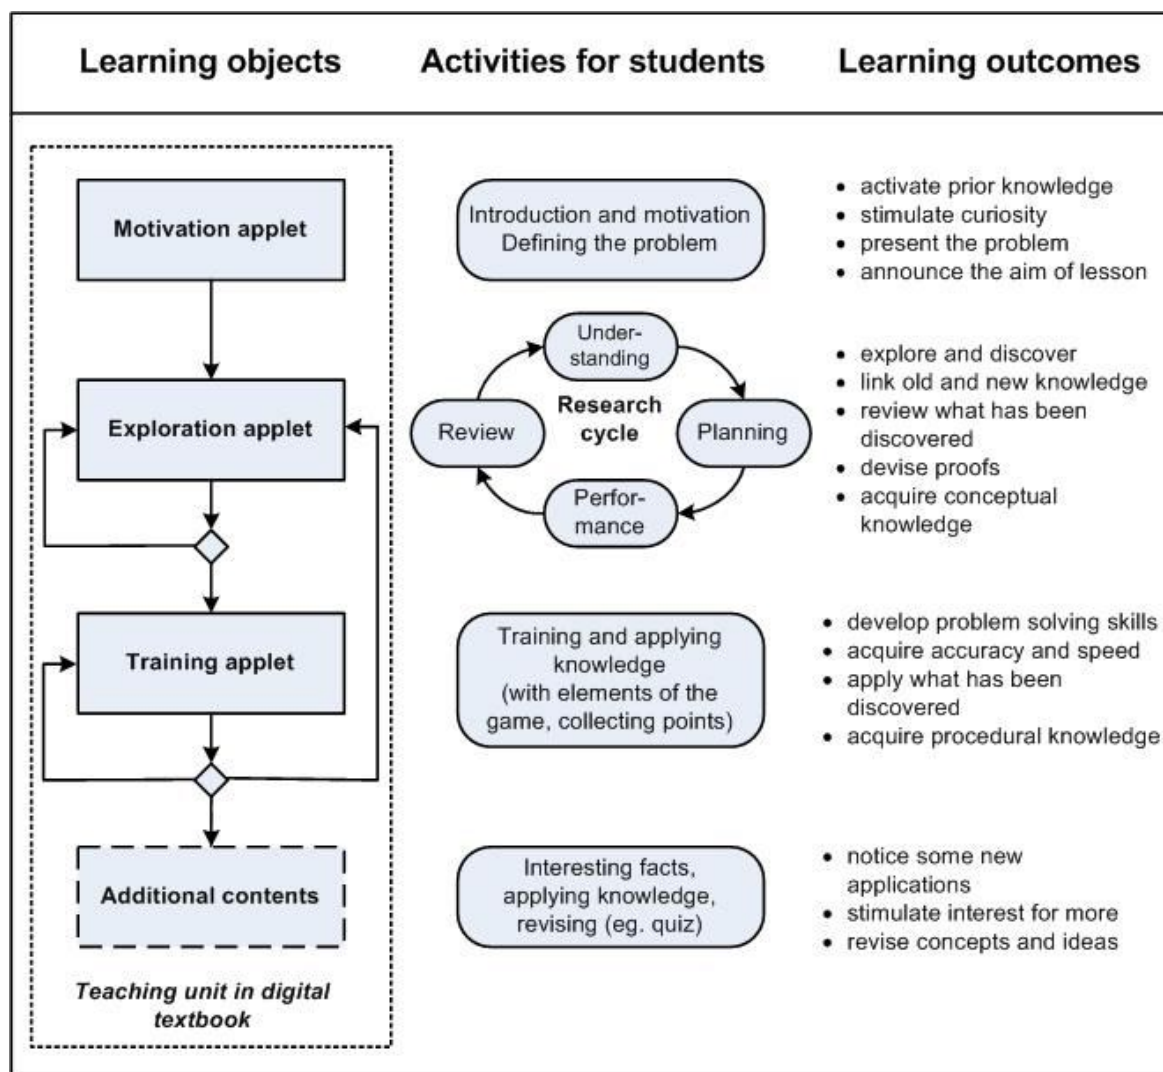 Learning objects
Activities for students
Learning outcomes
Motivation applet
Introduction and motivation
Defining the problem
• activate prior knowledge
• stimulate curiosity
• present the problem
• announce the aim of lesson
Exploration applet
Under-
standing
Research
cycle
Review
Planning
Perfor-
mance
• explore and discover
• link old and new knowledge
• review what has been
discovered
• devise proofs
• acquire conceptual
knowledge
Training applet
Training and applying
knowledge
(with elements of the
game, collecting points)
• develop problem solving skills
• acquire accuracy and speed
• apply what has been
discovered
• acquire procedural knowledge
Additional contents
Interesting facts,
applying knowledge,
revising (eg. quiz)
• notice some new
applications
• stimulate interest for more
• revise concepts and ideas
Teaching unit in digital
textbook